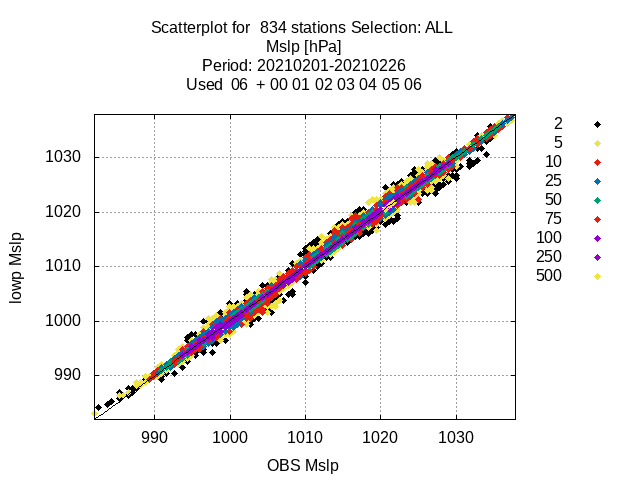 Scatterplot for  834 stations Selection: ALL
Mslp [hPa]
Period: 20210201-20210226
Used  06  + 00 01 02 03 04 05 06
Iowp Mslp
1030
1020
1010
1000
990
990 1000 1010 1020 1030
OBS Mslp
2
5
10
25
50
75
100
250
500